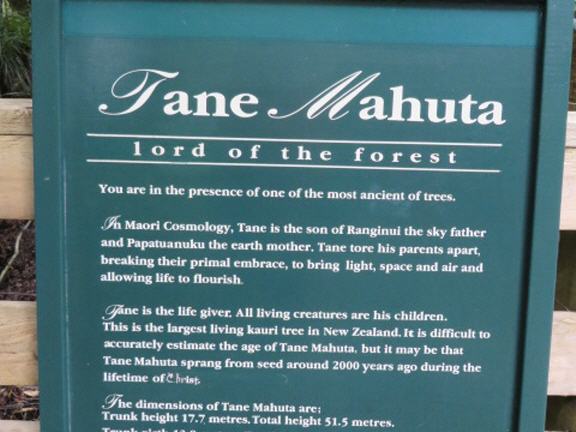 Tane Mahuta
lord of the forest
You are in the presence of one of the most ancient of trees.
In Maori Cosmology, Tane is the son of Ranginui the sky father
and Papatuanuku the earth mother. Tane tore his parents apart,
breaking their primal embrace, to bring light, space and air and
allowing life to flourish.
Tane is the life giver. All living creatures are his children.
This is the largest living kauri tree in New Zealand. It is difficult to
accurately estimate the age of Tane Mahuta, but it may be that
Tane Mahuta sprang from seed around 2000 years ago during the
lifetime of Christ.
The dimensions of Tane Mahuta are:
Trunk height 17.7 metres. Total height 51.5 metres.
Trunk girth